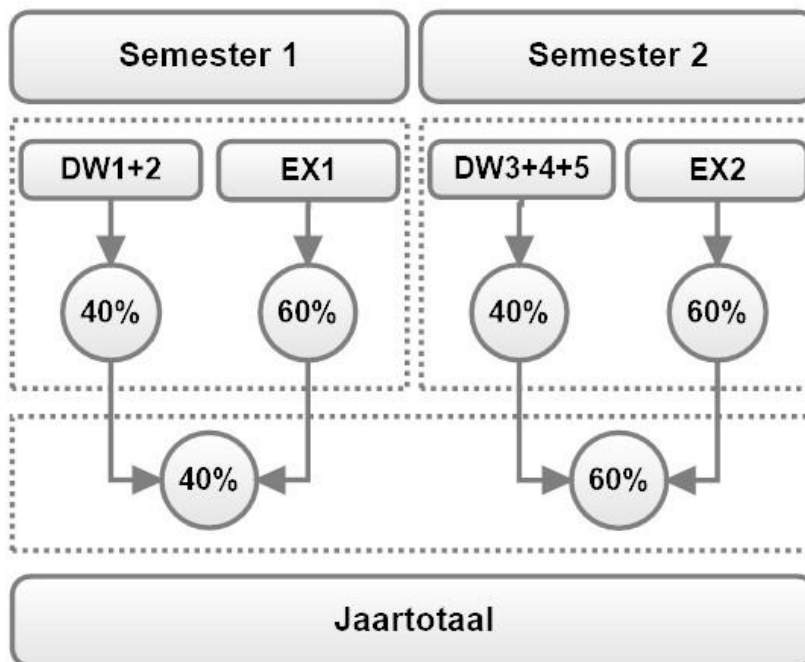 Semester 1 Semester 2
DW1+2 EX1 DW3+4+5 EX2
40% 60% 40% 60%
40% 60%
Jaartotaal